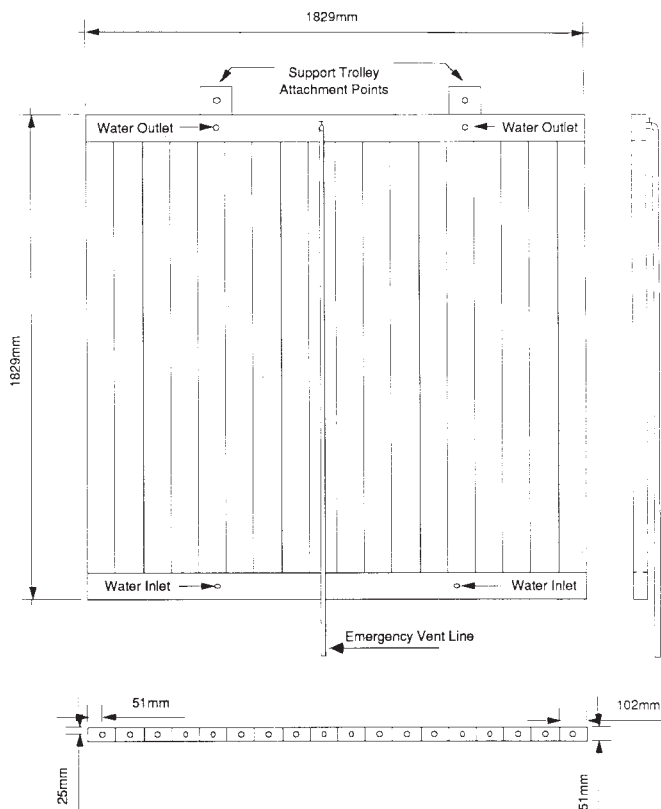 1829mm
Support Trolley
Attachment Points
Water Outlet
Water Outlet
1829mm
Water Inlet
Water Inlet
Emergency Vent Line
51mm
102mm
25mm
51mm